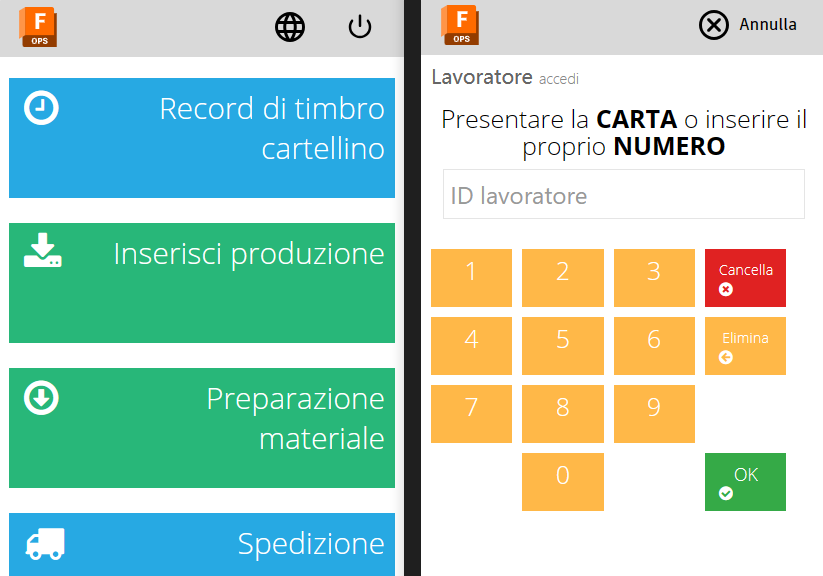 F
OPS
Record di timbro
cartellino
Inserisci produzione
Preparazione
materiale
Spedizione
F
OPS
Annulla
Lavoratore accedi
Presentare la CARTA o inserire il
proprio NUMERO
ID lavoratore
1 2 3 Cancella
4 5 6 Elimina
7 8 9
0 OK